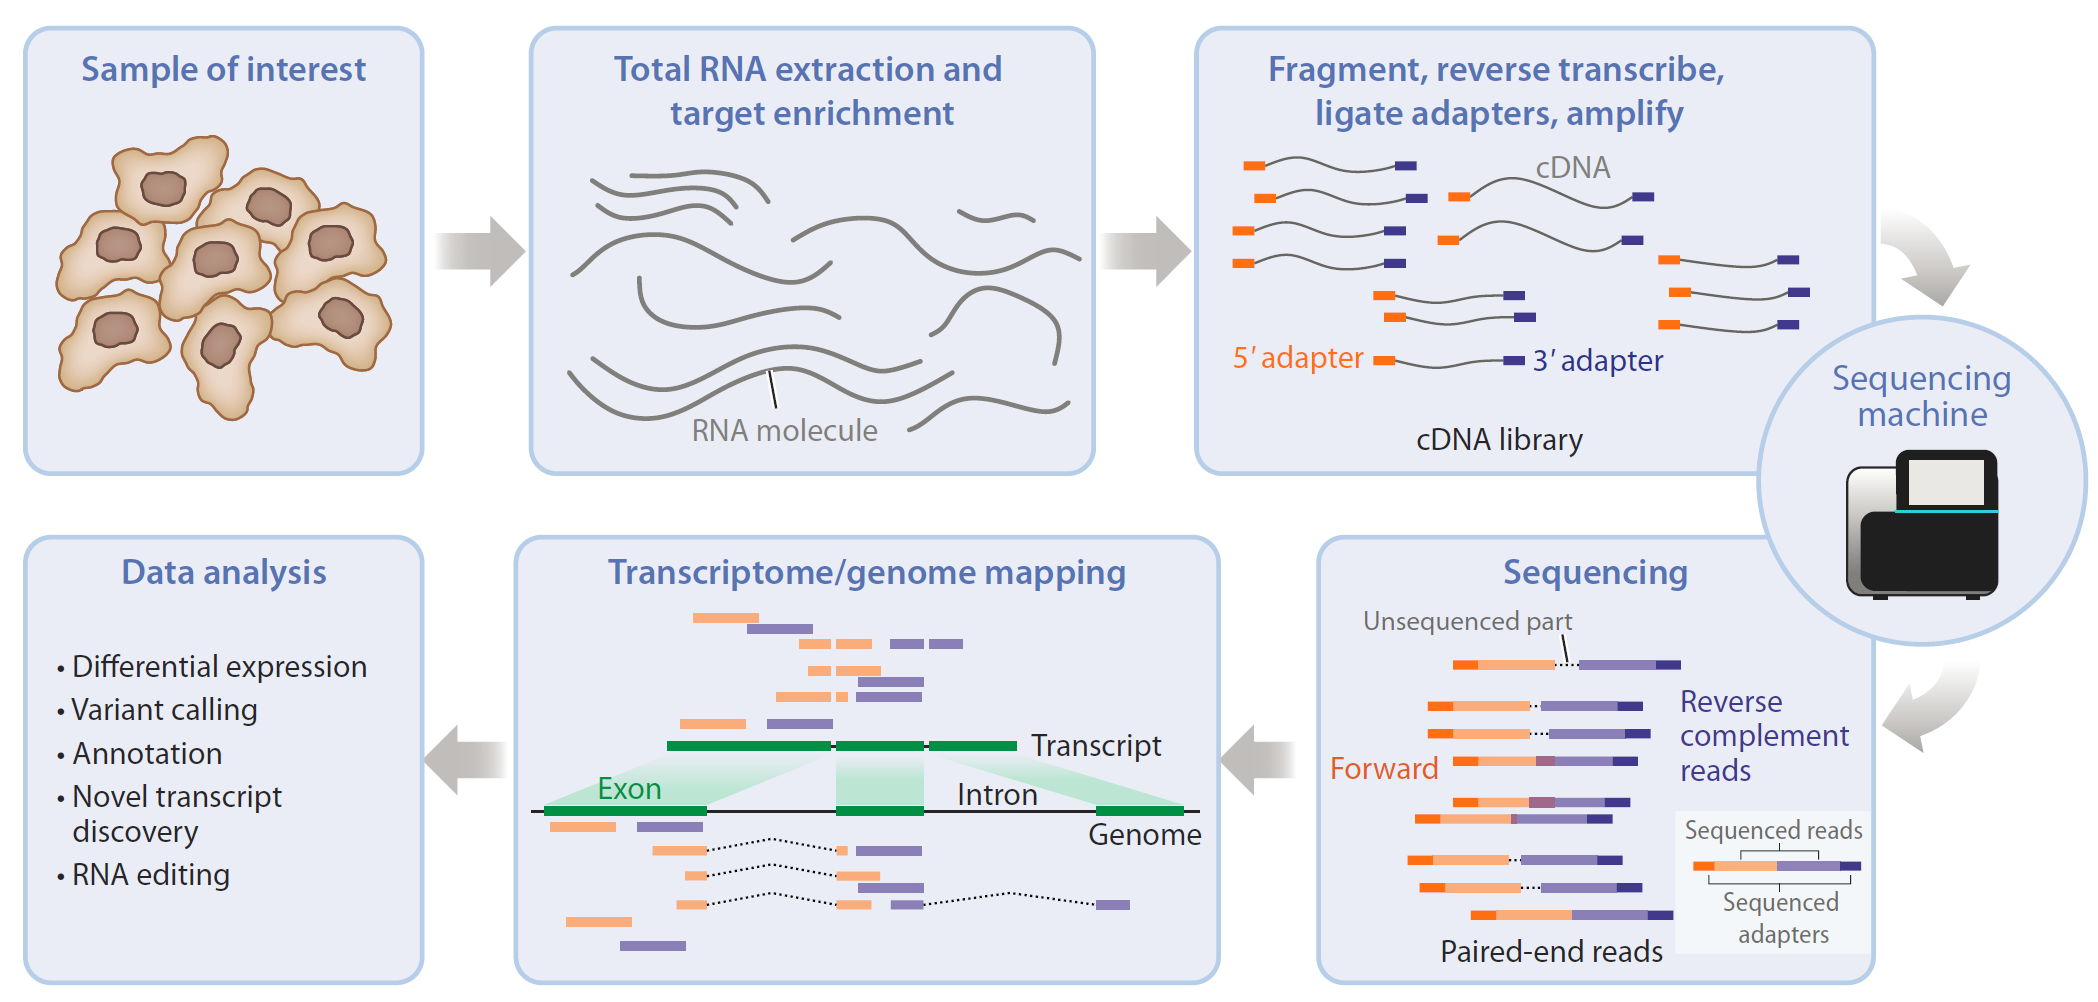 Sample of interest
Total RNA extraction and
target enrichment
RNA molecule
Fragment, reverse transcribe,
ligate adapters, amplify
cDNA
5′ adapter
3′ adapter
cDNA library
Sequencing
machine
Sequencing
Unsequenced part
Reverse
complement
reads
Forward
Sequenced reads
Sequenced
adapters
Paired-end reads
Transcriptome/genome mapping
Transcript
Exon
Intron
Genome
Data analysis
• Differential expression
• Variant calling
• Annotation
• Novel transcript
discovery
• RNA editing